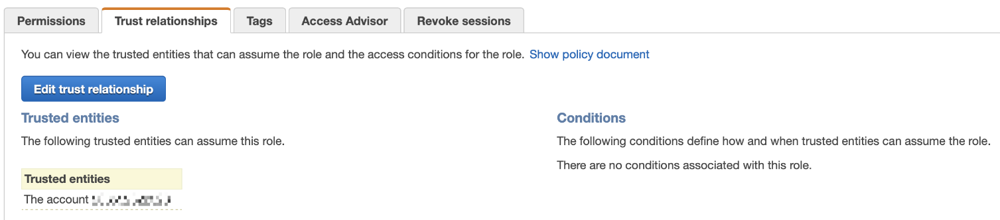 Permissions Trust relationships Tags Access Advisor Revoke sessions
You can view the trusted entities that can assume the role and the access conditions for the role. Show policy document
Edit trust relationship
Trusted entities
The following trusted entities can assume this role.
Trusted entities
The account
Conditions
The following conditions define how and when trusted entities can assume the role.
There are no conditions associated with this role.